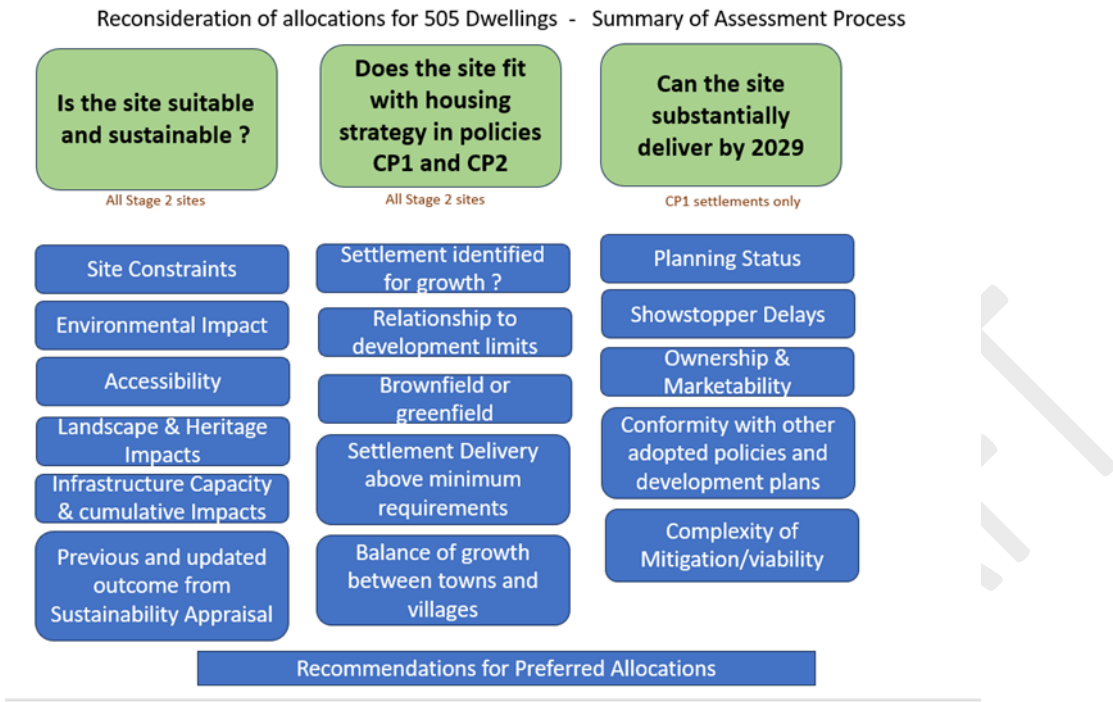 Reconsideration of allocations for 505 Dwellings - Summary of Assessment Process
Is the site suitable
and sustainable ?
All Stage 2 sites
Site Constraints
Environmental Impact
Accessibility
Landscape & Heritage
Impacts
Infrastructure Capacity
& cumulative Impacts
Previous and updated
outcome from
Sustainability Appraisal
Does the site fit
with housing
strategy in policies
CP1 and CP2
All Stage 2 sites
Settlement identified
for growth ?
Relationship to
development limits
Brownfield or
greenfield
Settlement Delivery
above minimum
requirements
Balance of growth
between towns and
villages
Can the site
substantially
deliver by 2029
CP1 settlements only
Planning Status
Showstopper Delays
Ownership &
Marketability
Conformity with other
adopted policies and
development plans
Complexity of
Mitigation/viability
Recommendations for Preferred Allocations